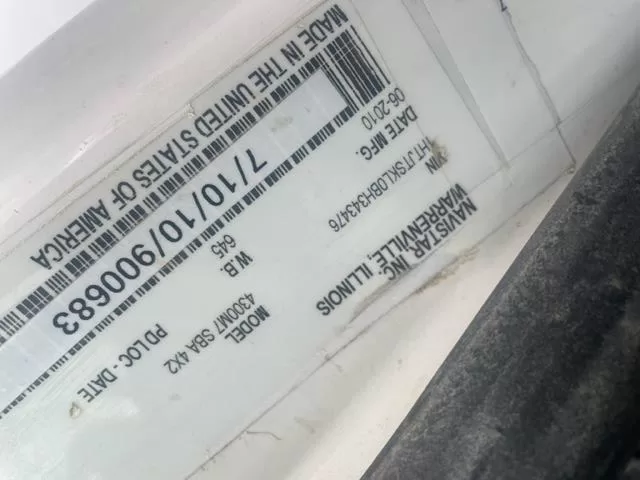 NAVISTAR, INC.
WARRENVILLE, ILLINOIS
VIN
1HTJTSKL0BH343476
DATE MFG.
06-2010
MODEL
4300M7 SBA 4X2
W.B.
645
PD LOC - DATE
7/10/10/900683
MADE IN THE UNITED STATES OF AMERICA